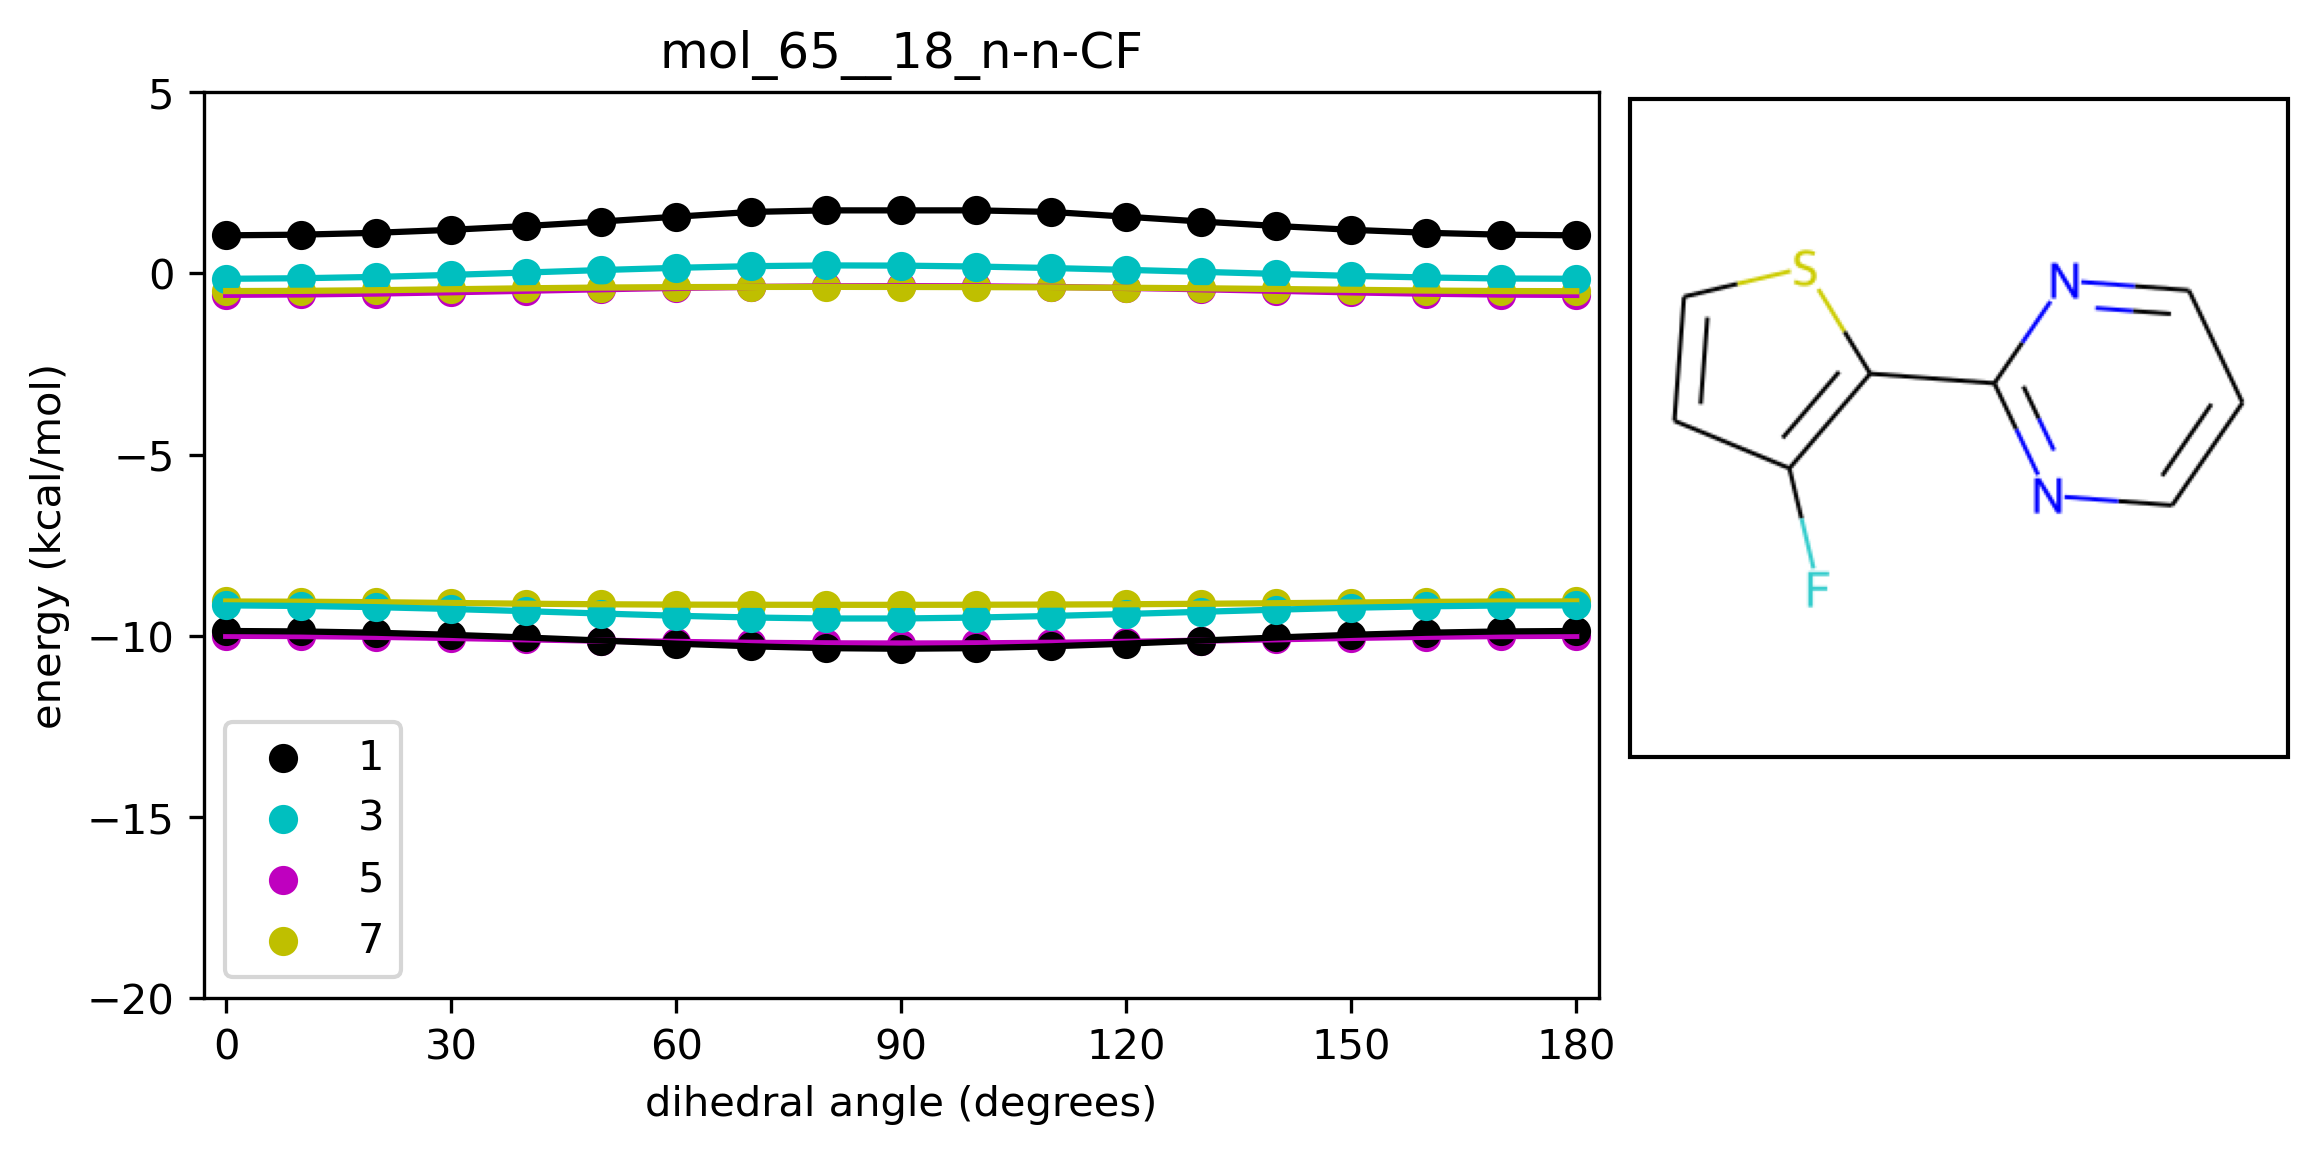 mol_65__18_n-n-CF
energy (kcal/mol)
5
0
−5
−10
−15
−20
1
3
5
7
0 30 60 90 120 150 180
dihedral angle (degrees)
S
N
N
F